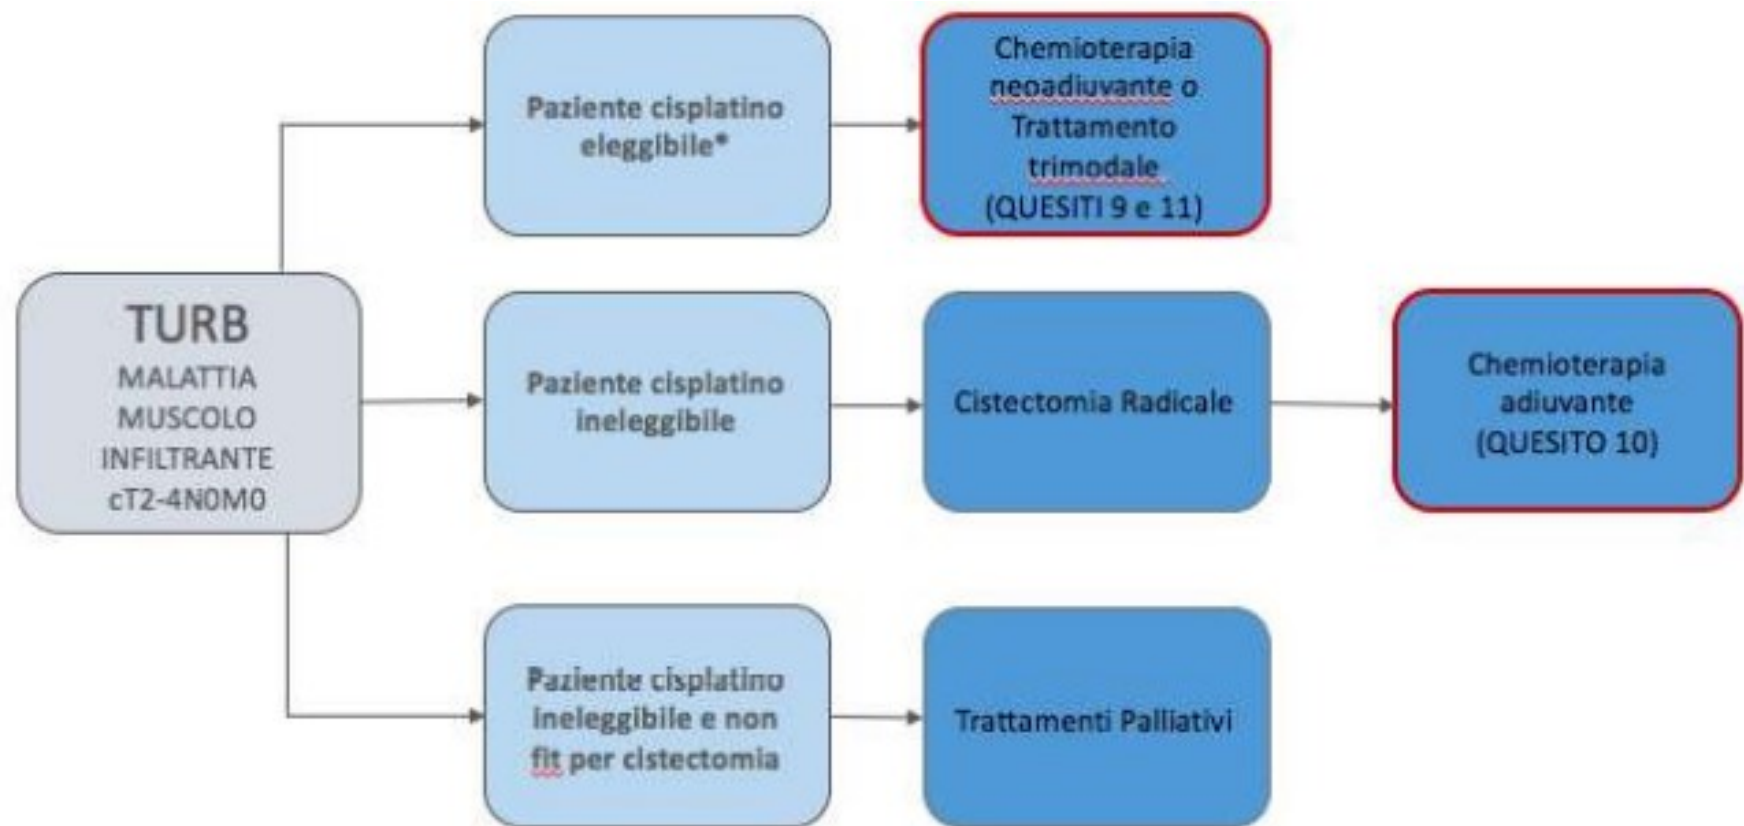 Paziente cisplatino
eleggibile*
Chemioterapia
neoadiuvante o
Trattamento
trimodale
(QUESITI 9 e 11)
TURB
MALATTIA
MUSCOLO
INFILTRANTE
cT2-4N0M0
Paziente cisplatino
ineleggibile
Cistectomia Radicale
Chemioterapia
adiuvante
(QUESITO 10)
Paziente cisplatino
ineleggibile e non
fit per cistectomia
Trattamenti Palliativi